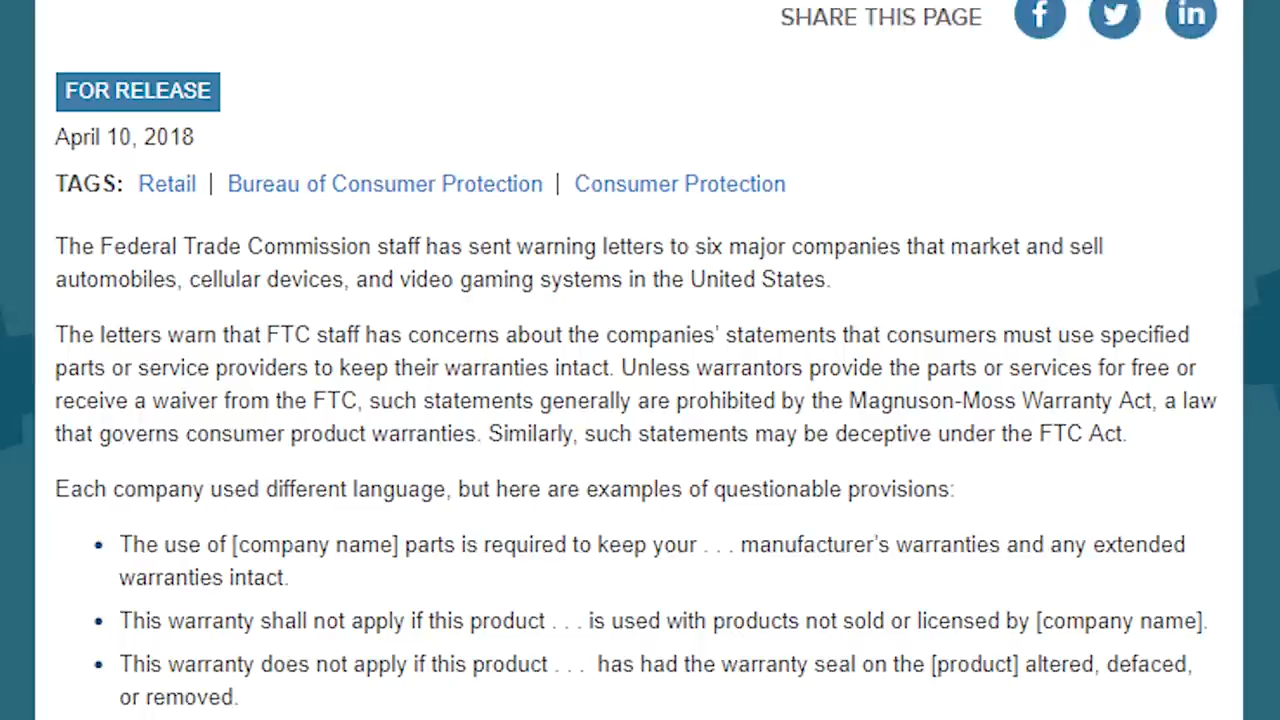 SHARE THIS PAGE f in
FOR RELEASE
April 10, 2018
TAGS: Retail | Bureau of Consumer Protection | Consumer Protection
The Federal Trade Commission staff has sent warning letters to six major companies that market and sell
automobiles, cellular devices, and video gaming systems in the United States.
The letters warn that FTC staff has concerns about the companies’ statements that consumers must use specified
parts or service providers to keep their warranties intact. Unless warrantors provide the parts or services for free or
receive a waiver from the FTC, such statements generally are prohibited by the Magnuson-Moss Warranty Act, a law
that governs consumer product warranties. Similarly, such statements may be deceptive under the FTC Act.
Each company used different language, but here are examples of questionable provisions:
• The use of [company name] parts is required to keep your . . . manufacturer’s warranties and any extended
warranties intact.
• This warranty shall not apply if this product . . . is used with products not sold or licensed by [company name].
• This warranty does not apply if this product . . . has had the warranty seal on the [product] altered, defaced,
or removed.